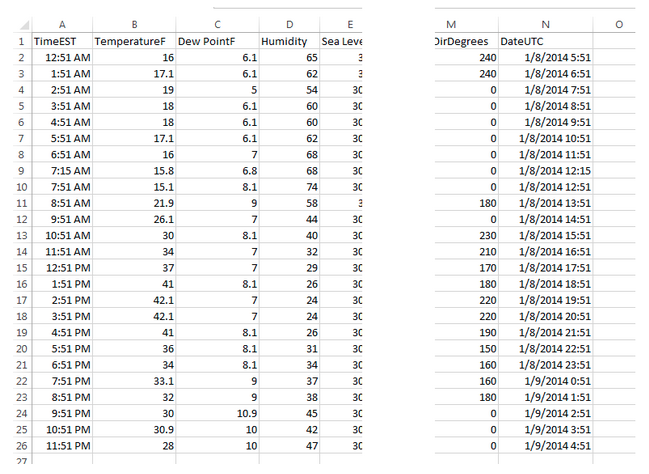 A B C D E M N O
1 TimeEST TemperatureF Dew PointF Humidity Sea Leve DirDegrees DateUTC
2 12:51 AM 16 6.1 65 3 240 1/8/2014 5:51
3 1:51 AM 17.1 6.1 62 3 240 1/8/2014 6:51
4 2:51 AM 19 5 54 30 0 1/8/2014 7:51
5 3:51 AM 18 6.1 60 30 0 1/8/2014 8:51
6 4:51 AM 18 6.1 60 30 0 1/8/2014 9:51
7 5:51 AM 17.1 6.1 62 30 0 1/8/2014 10:51
8 6:51 AM 16 7 68 30 0 1/8/2014 11:51
9 7:15 AM 15.8 6.8 68 30 0 1/8/2014 12:15
10 7:51 AM 15.1 8.1 74 30 0 1/8/2014 12:51
11 8:51 AM 21.9 9 58 3 180 1/8/2014 13:51
12 9:51 AM 26.1 7 44 30 0 1/8/2014 14:51
13 10:51 AM 30 8.1 40 30 230 1/8/2014 15:51
14 11:51 AM 34 7 32 30 210 1/8/2014 16:51
15 12:51 PM 37 7 29 30 170 1/8/2014 17:51
16 1:51 PM 41 8.1 26 30 180 1/8/2014 18:51
17 2:51 PM 42.1 7 24 30 220 1/8/2014 19:51
18 3:51 PM 42.1 7 24 30 220 1/8/2014 20:51
19 4:51 PM 41 8.1 26 30 190 1/8/2014 21:51
20 5:51 PM 36 8.1 31 30 150 1/8/2014 22:51
21 6:51 PM 34 8.1 34 30 160 1/8/2014 23:51
22 7:51 PM 33.1 9 37 30 160 1/9/2014 0:51
23 8:51 PM 32 9 38 30 180 1/9/2014 1:51
24 9:51 PM 30 10.9 45 30 0 1/9/2014 2:51
25 10:51 PM 30.9 10 42 30 0 1/9/2014 3:51
26 11:51 PM 28 10 47 30 0 1/9/2014 4:51
27